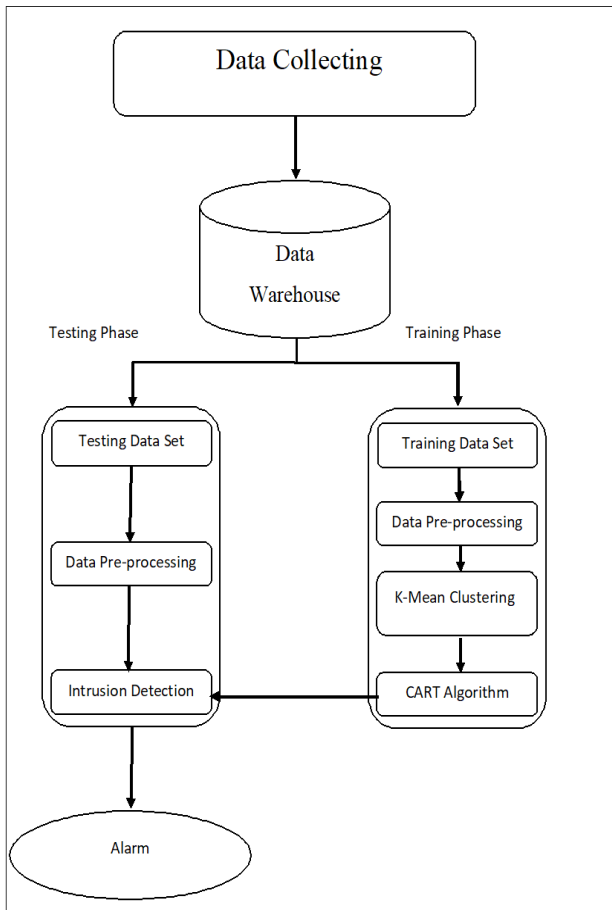 Data Collecting
Data
Warehouse
Testing Phase
Training Phase
Testing Data Set
Data Pre-processing
Intrusion Detection
Training Data Set
Data Pre-processing
K-Mean Clustering
CART Algorithm
Alarm